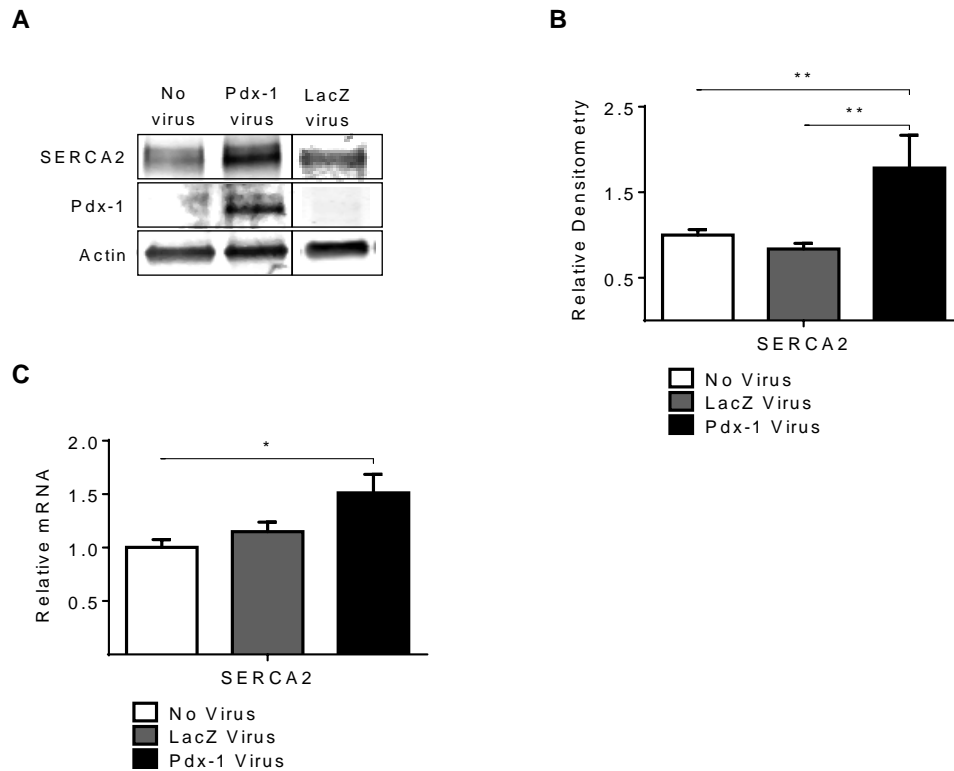 A
No virus
Pdx-1 virus
LacZ virus
SERCA2
Pdx-1
Actin
B
**
**
2.5
1.5
0.5
Relative Densitometry
SERCA2
No Virus
LacZ Virus
Pdx-1 Virus
C
*
2.0
1.5
1.0
0.5
Relative mRNA
SERCA2
No Virus
LacZ Virus
Pdx-1 Virus